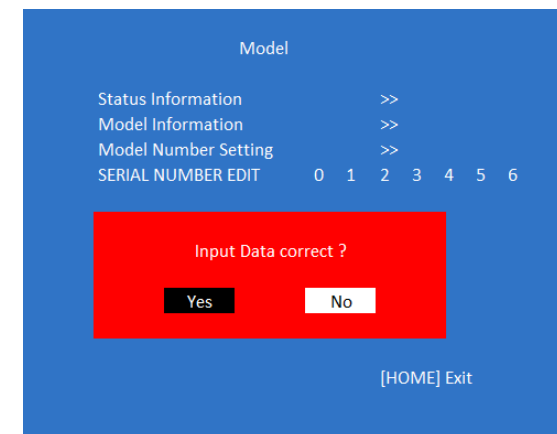 Model
Status Information >>
Model Information >>
Model Number Setting >>
SERIAL NUMBER EDIT 0 1 2 3 4 5 6
Input Data correct ?
Yes No
[HOME] Exit